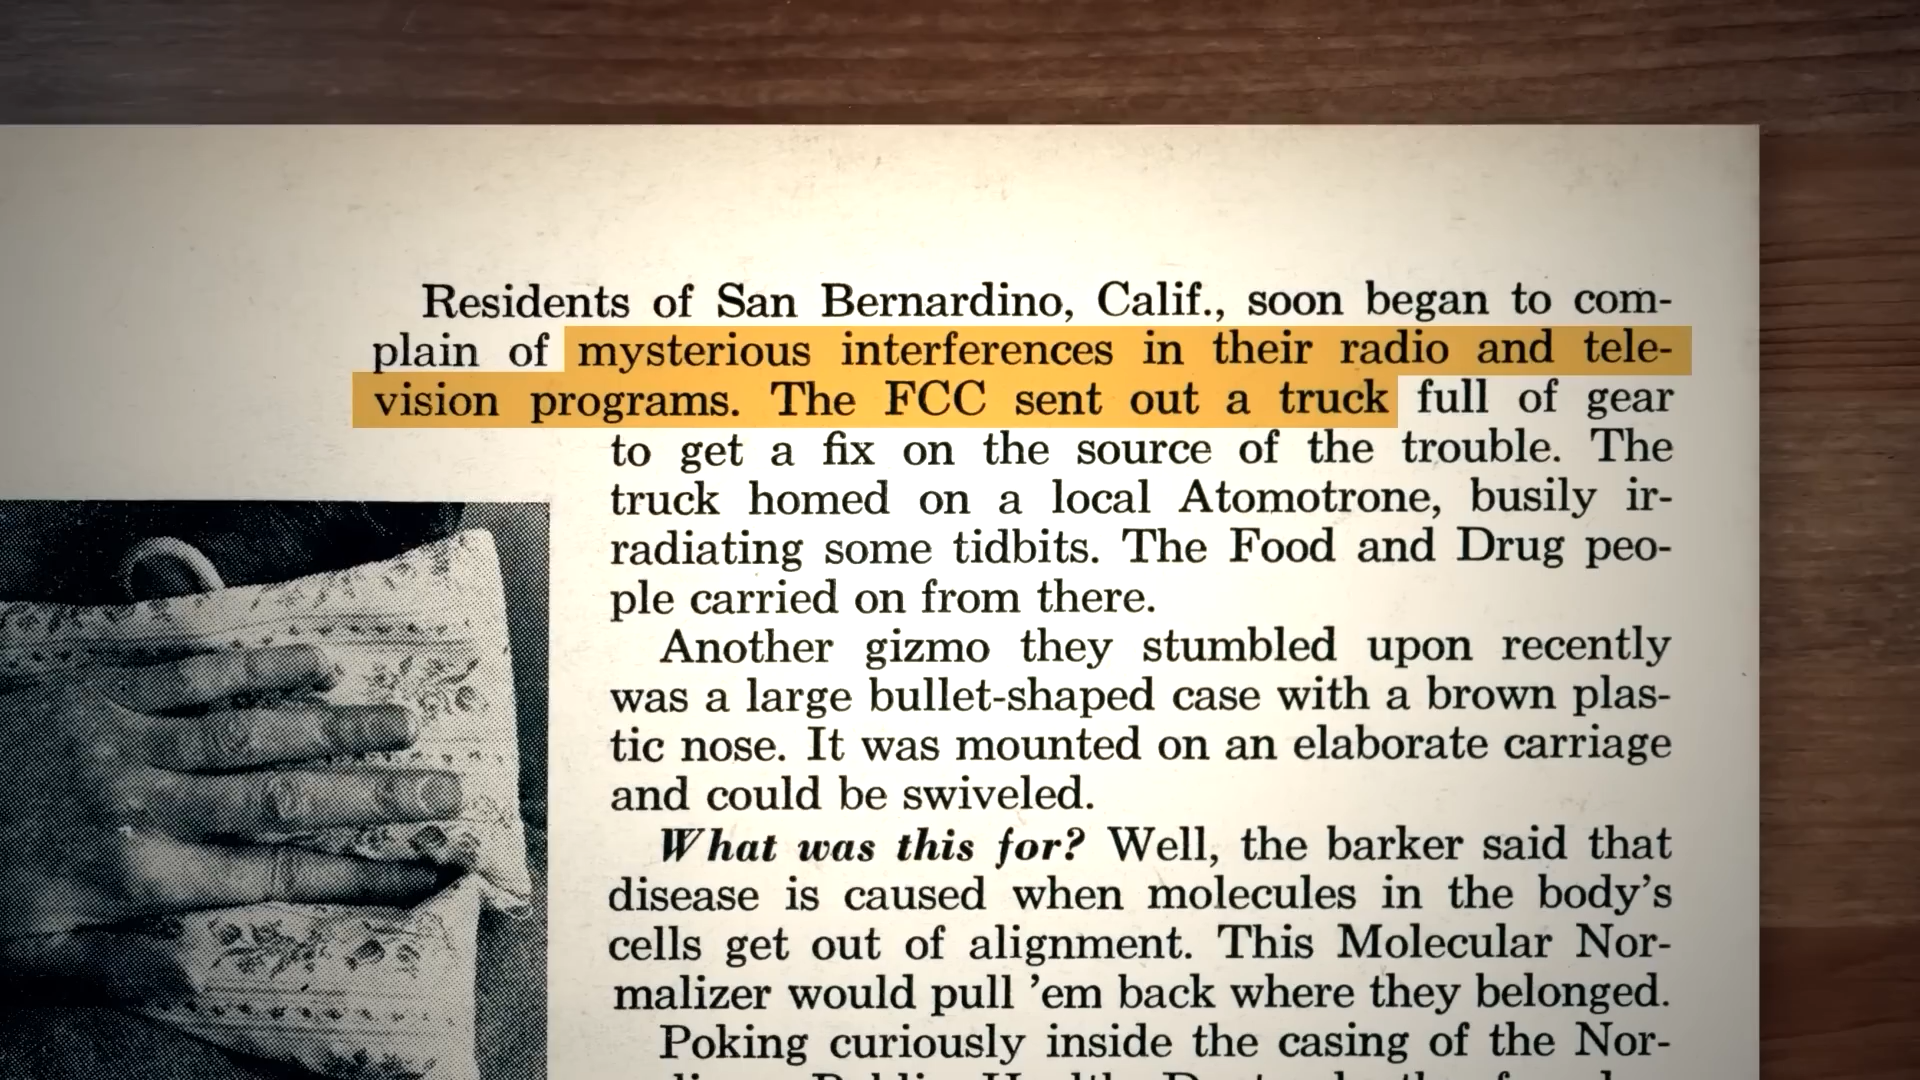 Residents of San Bernardino, Calif., soon began to com-
plain of mysterious interferences in their radio and tele-
vision programs. The FCC sent out a truck full of gear
to get a fix on the source of the trouble. The
truck homed on a local Atomotrone, busily ir-
radiating some tidbits. The Food and Drug peo-
ple carried on from there.
Another gizmo they stumbled upon recently
was a large bullet-shaped case with a brown plas-
tic nose. It was mounted on an elaborate carriage
and could be swiveled.
What was this for? Well, the barker said that
disease is caused when molecules in the body’s
cells get out of alignment. This Molecular Nor-
malizer would pull ’em back where they belonged.
Poking curiously inside the casing of the Nor-